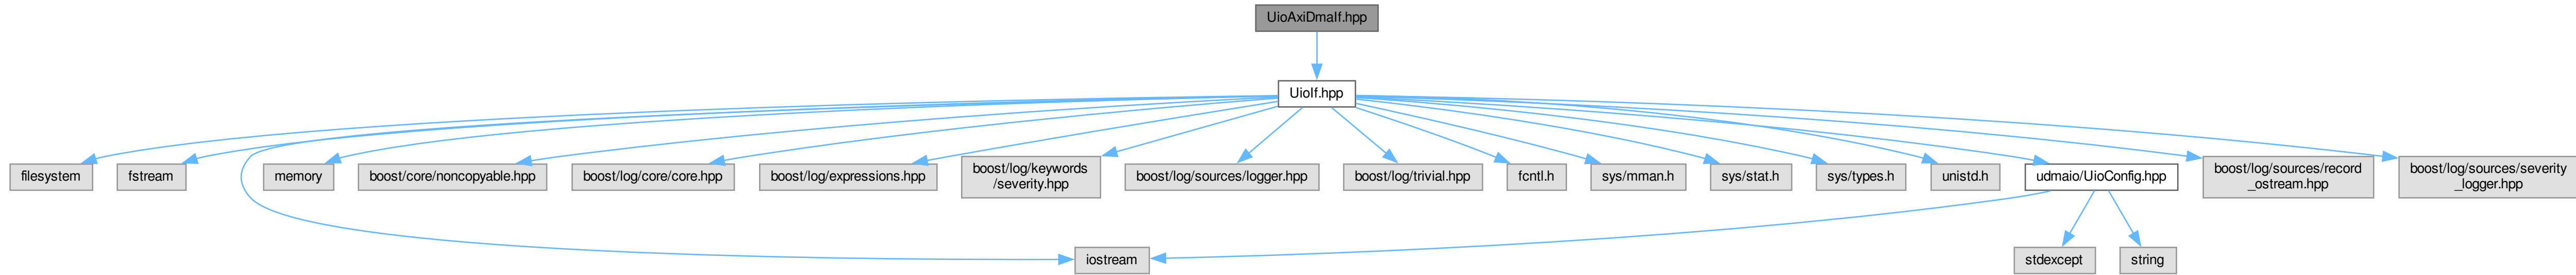 UioAxiDmaIf.hpp
UioIf.hpp
filesystem
fstream
memory
boost/core/noncopyable.hpp
boost/log/core/core.hpp
boost/log/expressions.hpp
boost/log/keywords
/severity.hpp
boost/log/sources/logger.hpp
boost/log/trivial.hpp
fcntl.h
sys/mman.h
sys/stat.h
sys/types.h
unistd.h
udmaio/UioConfig.hpp
boost/log/sources/record
_ostream.hpp
boost/log/sources/severity
_logger.hpp
iostream
stdexcept
string